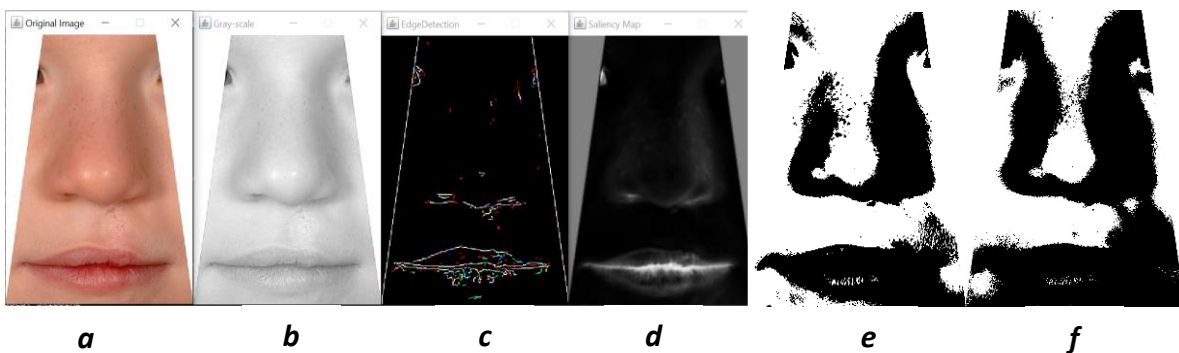 Original Image
Gray-scale
EdgeDetection
Saliency Map
a b c d e f